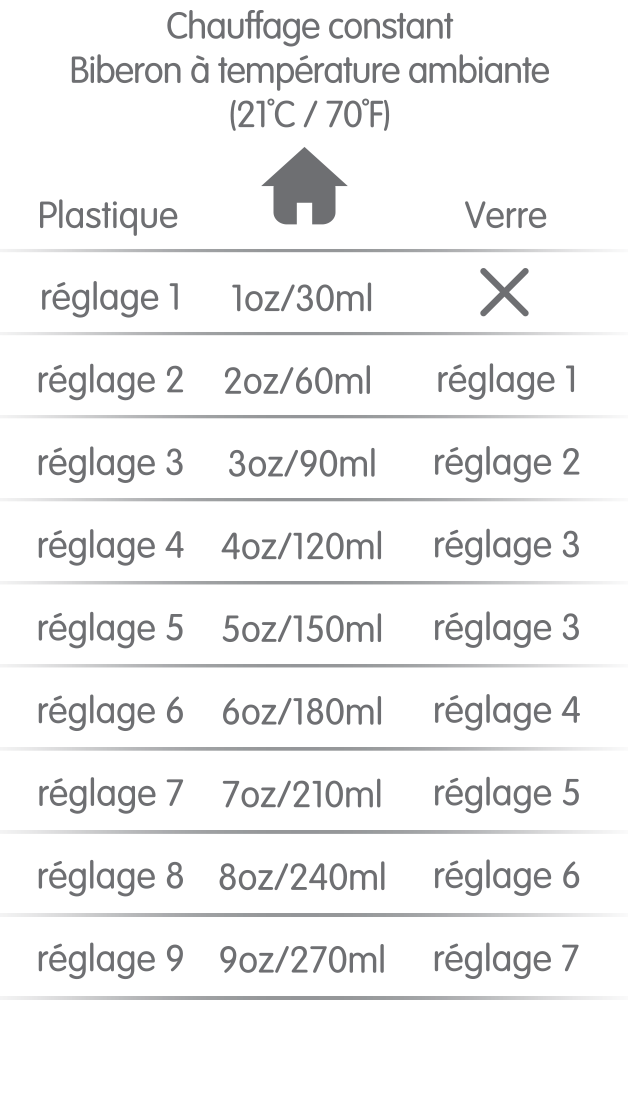 Chauffage constant
Biberon à température ambiante
(21°C / 70°F)
Plastique Verre
réglage 1 1oz/30ml
réglage 2 2oz/60ml réglage 1
réglage 3 3oz/90ml réglage 2
réglage 4 4oz/120ml réglage 3
réglage 5 5oz/150ml réglage 3
réglage 6 6oz/180ml réglage 4
réglage 7 7oz/210ml réglage 5
réglage 8 8oz/240ml réglage 6
réglage 9 9oz/270ml réglage 7